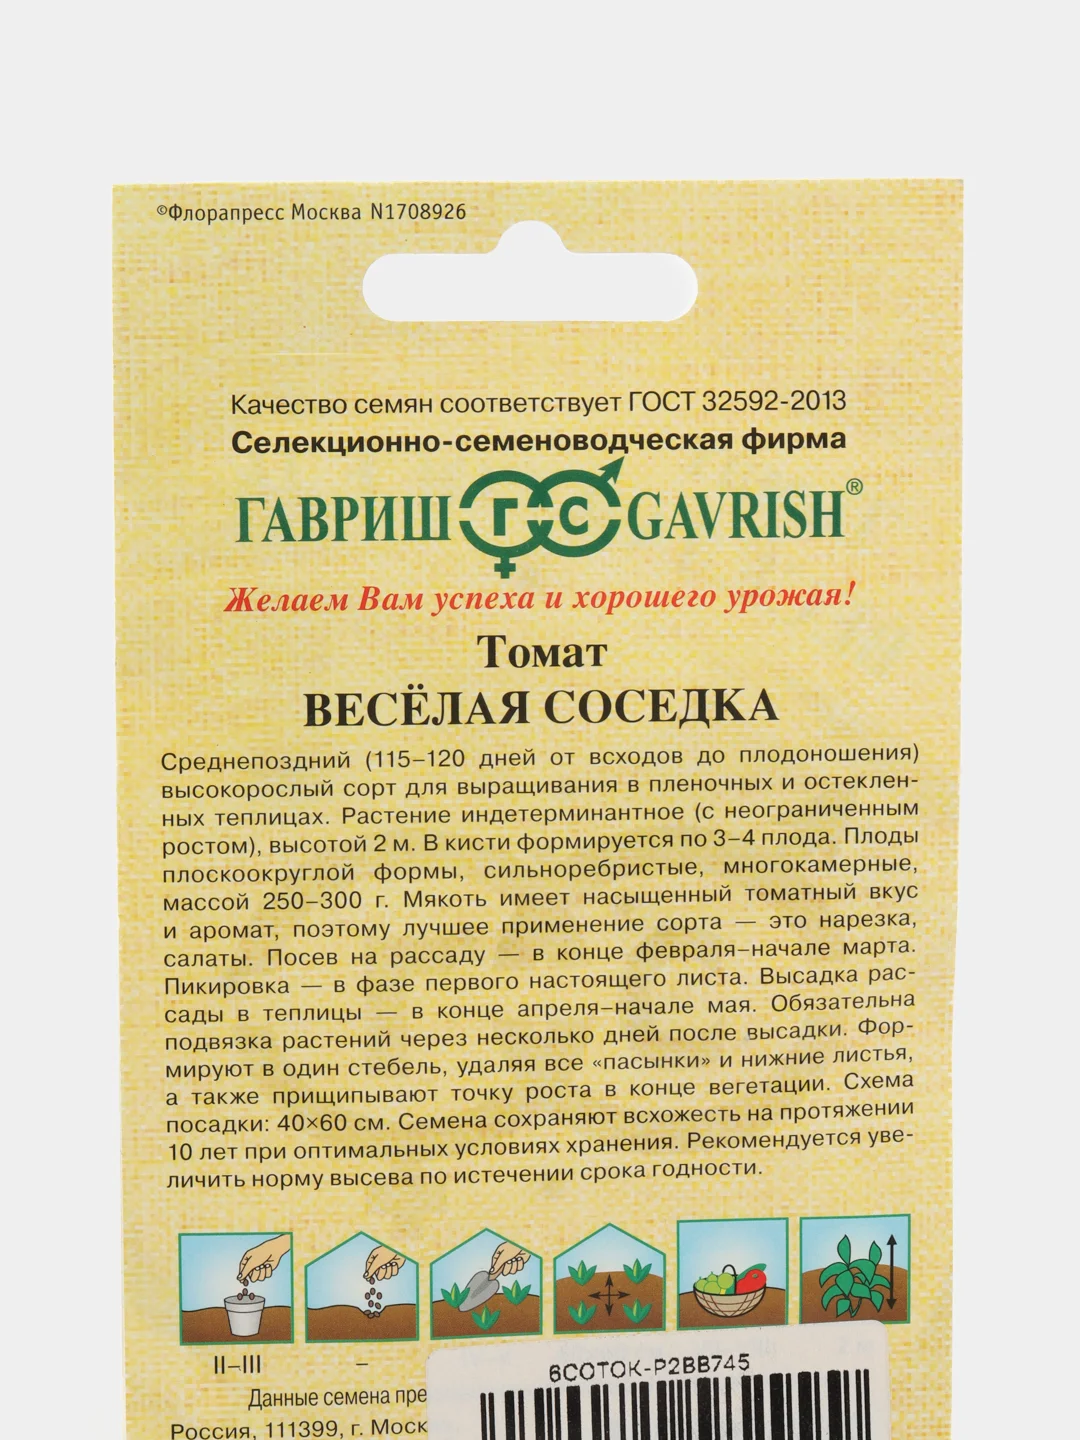 ©Флорапресс Москва N1708926
Качество семян соответствует ГОСТ 32592-2013
Селекционно-семеноводческая фирма
ГАВРИШ ГС GAVRISH®
Желаем Вам успеха и хорошего урожая!
Томат
ВЕСЁЛАЯ СОСЕДКА
Среднепоздний (115–120 дней от всходов до плодоношения)
высокорослый сорт для выращивания в пленочных и остеклен-
ных теплицах. Растение индетерминантное (с неограниченным
ростом), высотой 2 м. В кисти формируется по 3–4 плода. Плоды
плоскоокруглой формы, сильноребристые, многокамерные,
массой 250–300 г. Мякоть имеет насыщенный томатный вкус
и аромат, поэтому лучшее применение сорта — это нарезка,
салаты. Посев на рассаду — в конце февраля–начале марта.
Пикировка — в фазе первого настоящего листа. Высадка рас-
сады в теплицы — в конце апреля–начале мая. Обязательна
подвязка растений через несколько дней после высадки. Фор-
мируют в один стебель, удаляя все «пасынки» и нижние листья,
а также прищипывают точку роста в конце вегетации. Схема
посадки: 40×60 см. Семена сохраняют всхожесть на протяжении
10 лет при оптимальных условиях хранения. Рекомендуется уве-
личить норму высева по истечении срока годности.
II–III –
6СОТОК-P2BB745
Данные семена пре
Россия, 111399, г. Моск